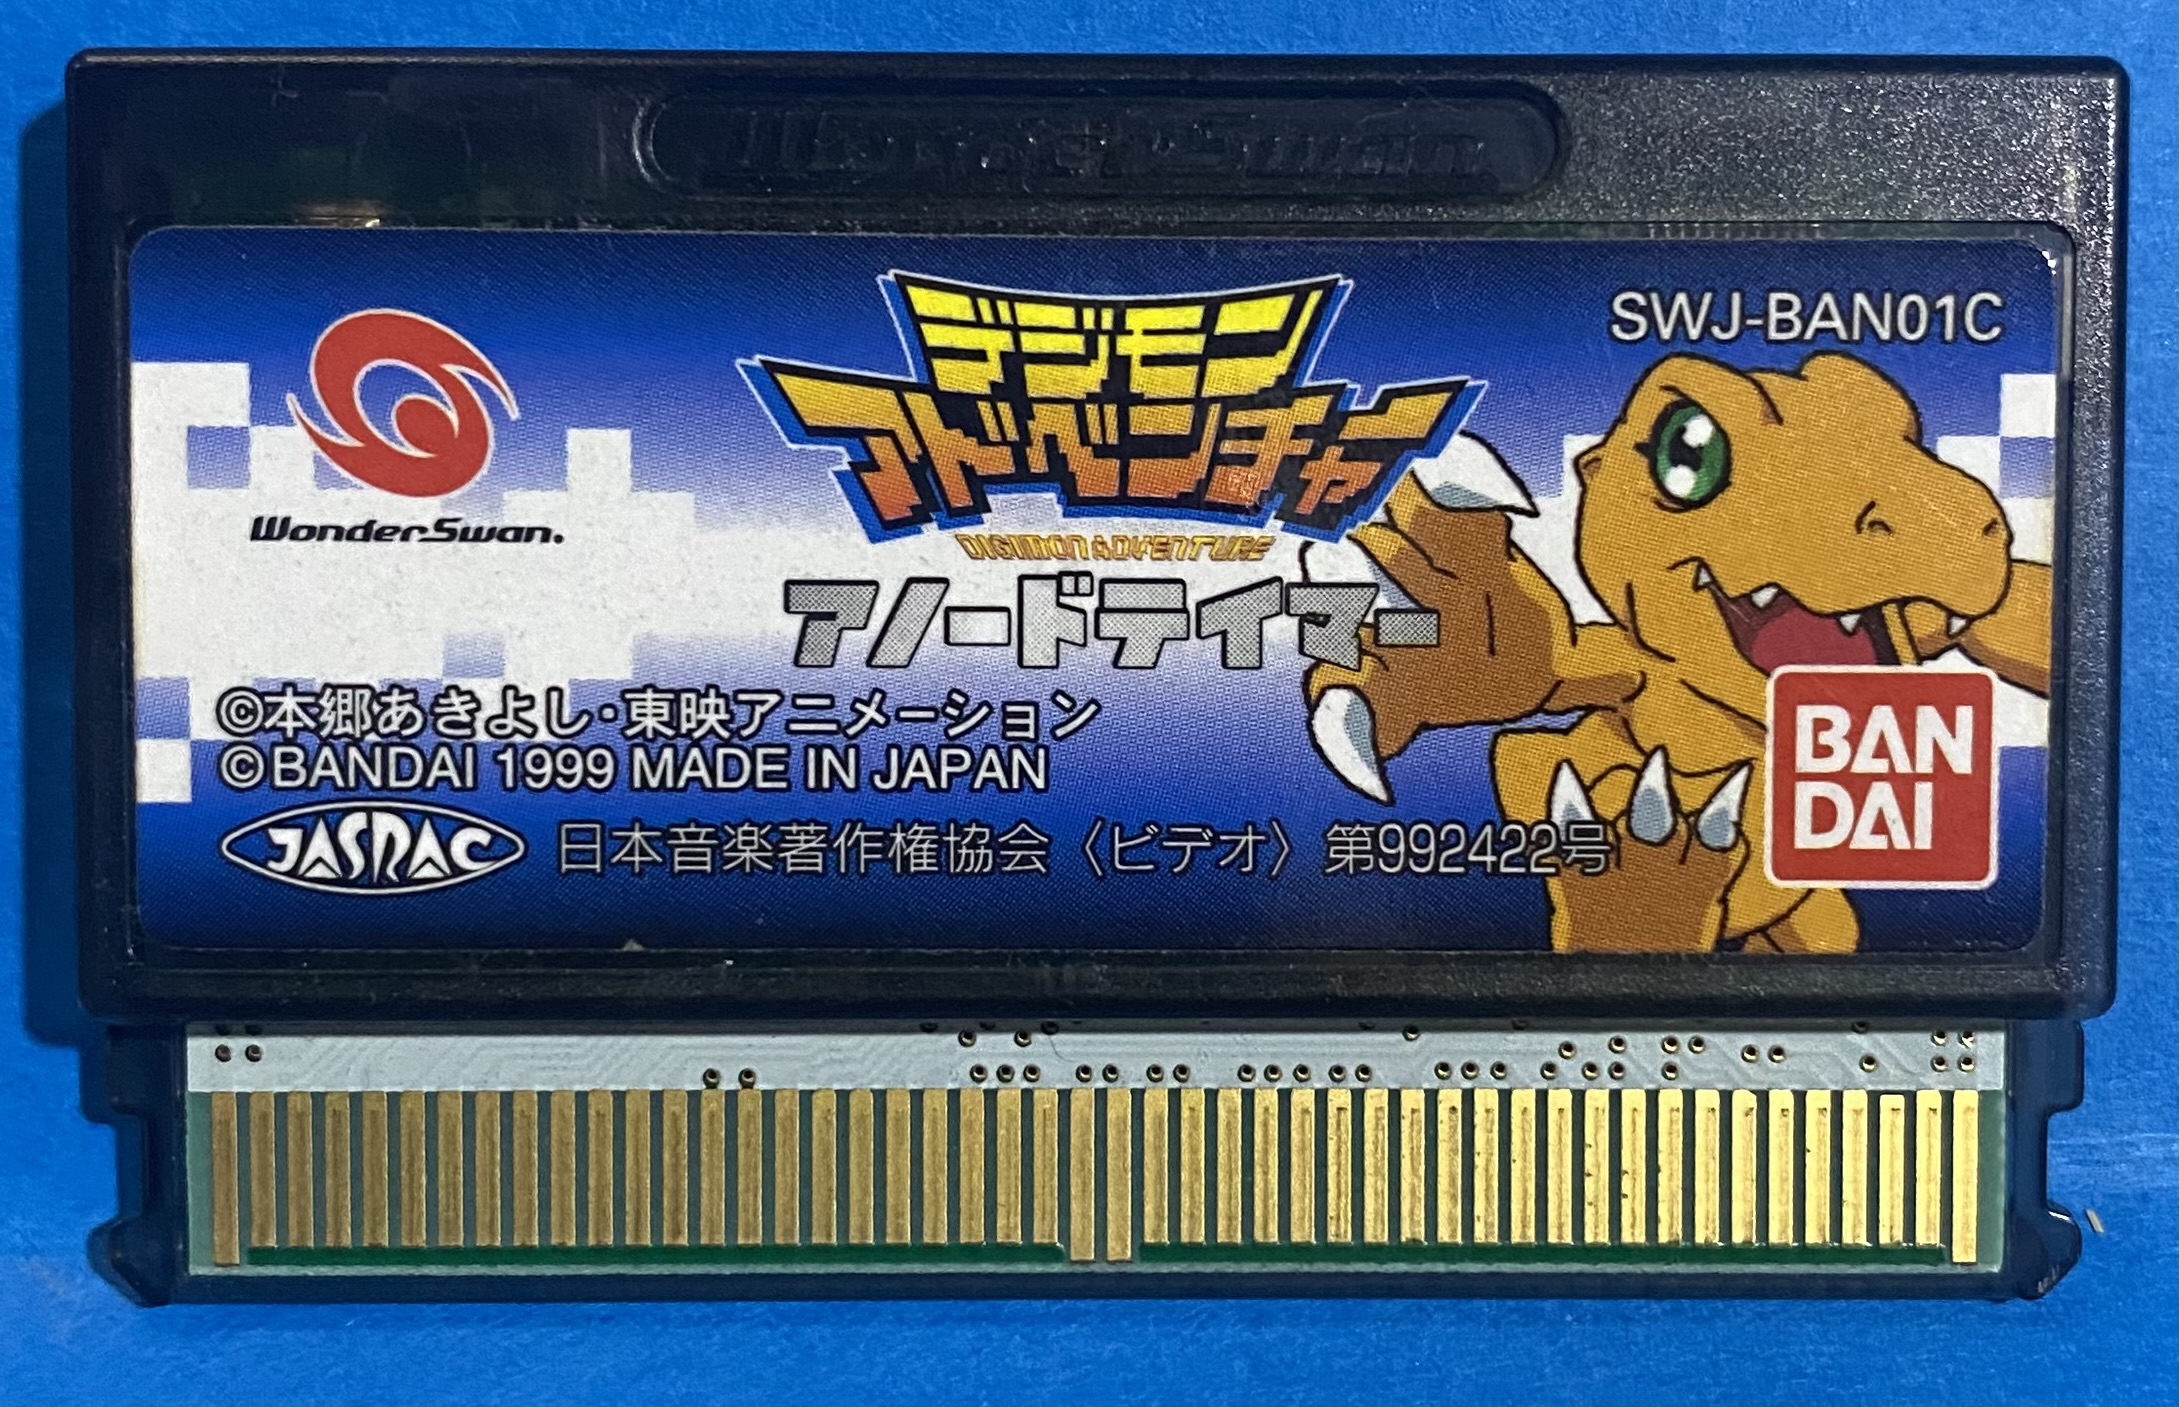 WonderSwan
SWJ-BAN01C
デジモン
アドベンチャー
DIGIMON ADVENTURE
WonderSwan.
アノードテイマー
©本郷あきよし・東映アニメーション
©BANDAI 1999 MADE IN JAPAN
JASRAC 日本音楽著作権協会〈ビデオ〉第992422号
BAN
DAI